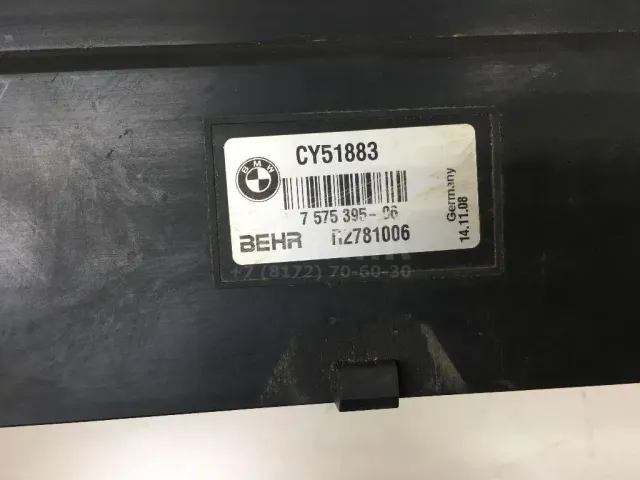 CY51883
BMW
7 575 395-06
BEHR R2781006
Germany
14.11.08
+7 (8172) 70-60-30